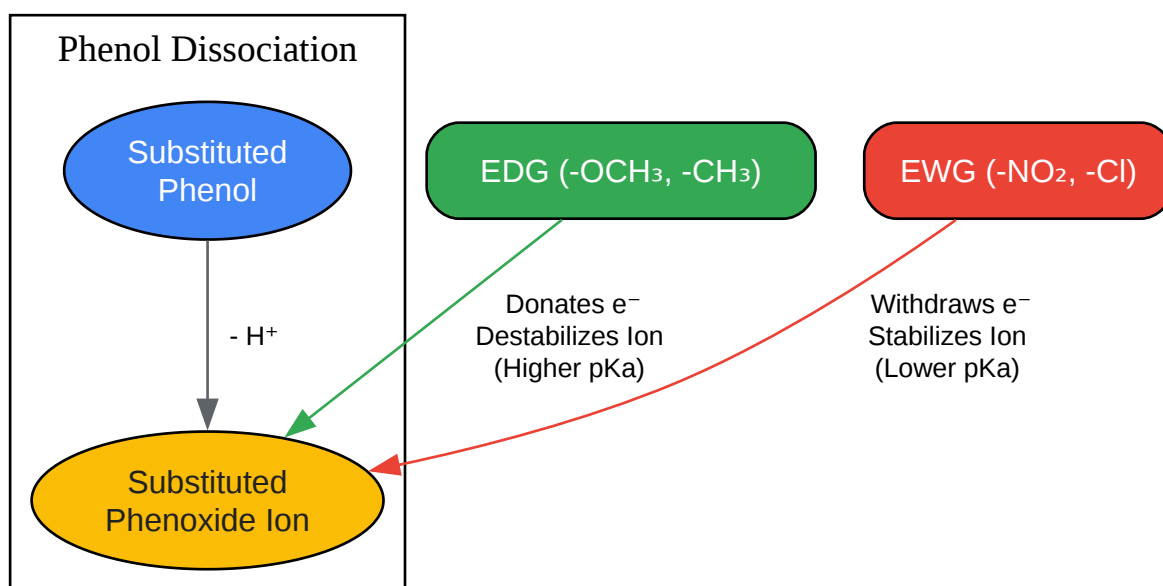 Phenol Dissociation
Substituted
Phenol
EDG (-OCH₃, -CH₃)
EWG (-NO₂, -Cl)
- H⁺
Donates e⁻
Destabilizes Ion
(Higher pKa)
Withdraws e⁻
Stabilizes Ion
(Lower pKa)
Substituted
Phenoxide Ion